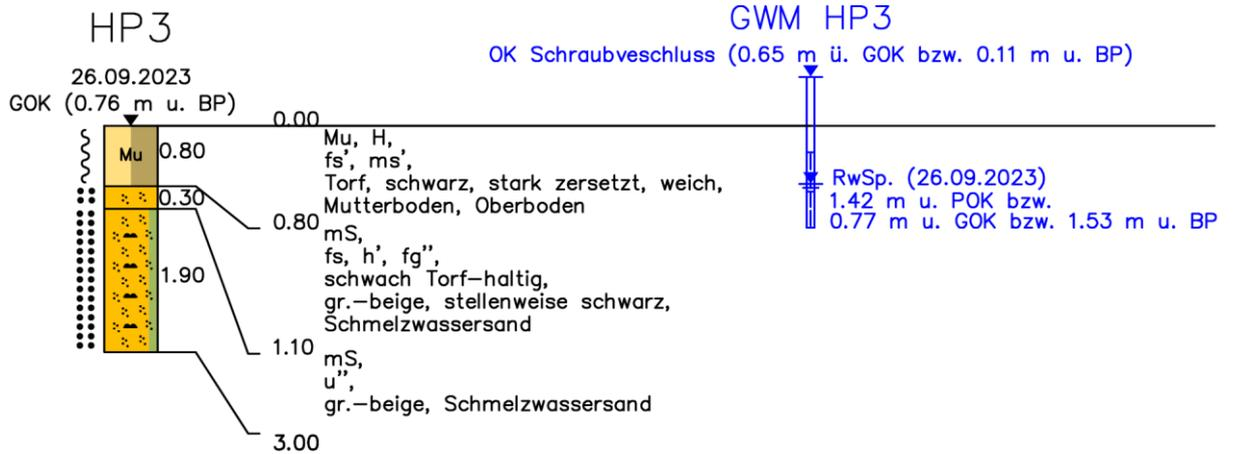 HP3
26.09.2023
GOK (0.76 m u. BP)
Mu
0.80
0.30
1.90
0.00
Mu, H,
fs', ms',
Torf, schwarz, stark zersetzt, weich,
Mutterboden, Oberboden
0.80
mS,
fs, h', fg'',
schwach Torf-haltig,
gr.-beige, stellenweise schwarz,
Schmelzwassersand
1.10
mS,
u'',
gr.-beige, Schmelzwassersand
3.00
GWM HP3
OK Schraubveschluss (0.65 m ü. GOK bzw. 0.11 m u. BP)
RwSp. (26.09.2023)
1.42 m u. POK bzw.
0.77 m u. GOK bzw. 1.53 m u. BP